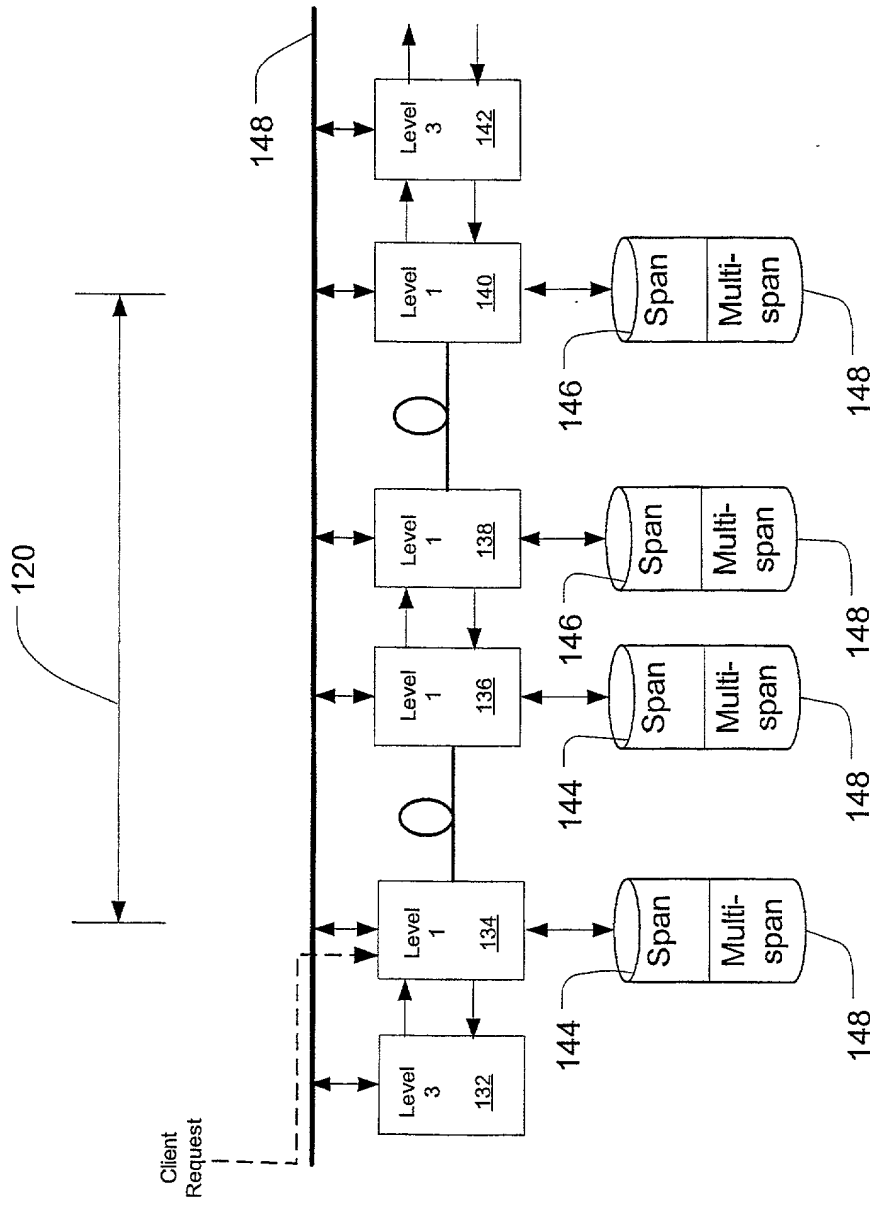 120
148
Client
Request
Level
3
132
Level
1
134
Level
1
136
Level
1
138
Level
1
140
Level
3
142
144
Span
Multi-
span
148
144
Span
Multi-
span
148
146
Span
Multi-
span
148
146
Span
Multi-
span
148